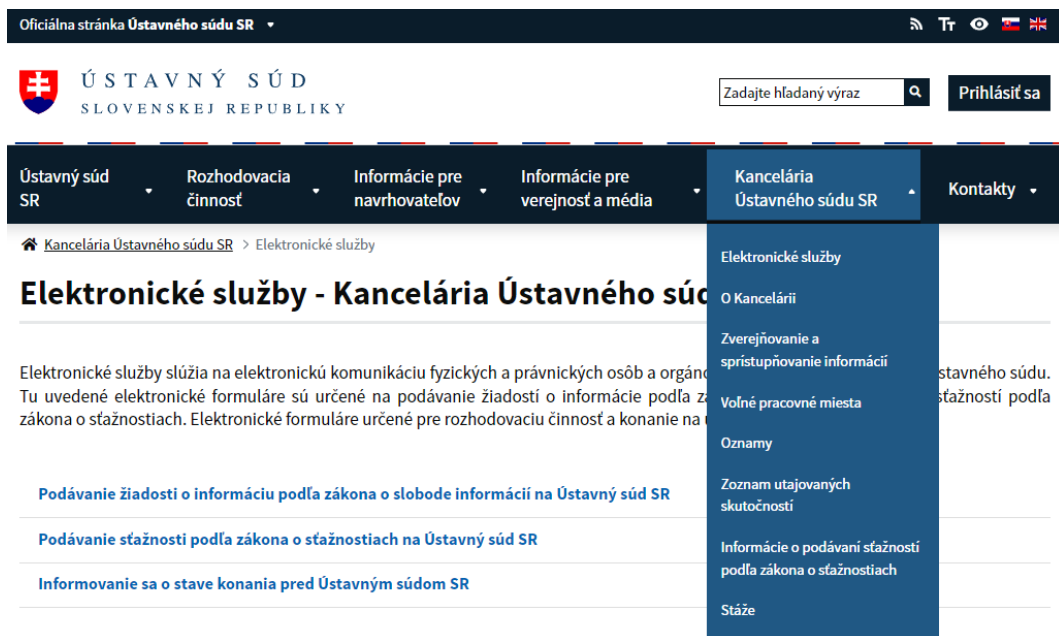 Oficiálna stránka Ústavného súdu SR
ÚSTAVNÝ SÚD
SLOVENSKEJ REPUBLIKY
Zadajte hľadaný výraz
Prihlásiť sa
Ústavný súd
SR
Rozhodovacia
činnosť
Informácie pre
navrhovateľov
Informácie pre
verejnosť a média
Kancelária
Ústavného súdu SR
Kontakty
Kancelária Ústavného súdu SR > Elektronické služby
Elektronické služby - Kancelária Ústavného súd
Elektronické služby slúžia na elektronickú komunikáciu fyzických a právnických osôb a orgáno
stavného súdu.
Tu uvedené elektronické formuláre sú určené na podávanie žiadostí o informácie podľa
sťažností podľa
zákona o sťažnostiach. Elektronické formuláre určené pre rozhodovaciu činnosť a konanie na
Podávanie žiadosti o informáciu podľa zákona o slobode informácií na Ústavný súd SR
Podávanie sťažnosti podľa zákona o sťažnostiach na Ústavný súd SR
Informovanie sa o stave konania pred Ústavným súdom SR
Elektronické služby
O Kancelárii
Zverejňovanie a
sprístupňovanie informácií
Voľné pracovné miesta
Oznamy
Zoznam utajovaných
skutočností
Informácie o podávaní sťažností
podľa zákona o sťažnostiach
Stáže